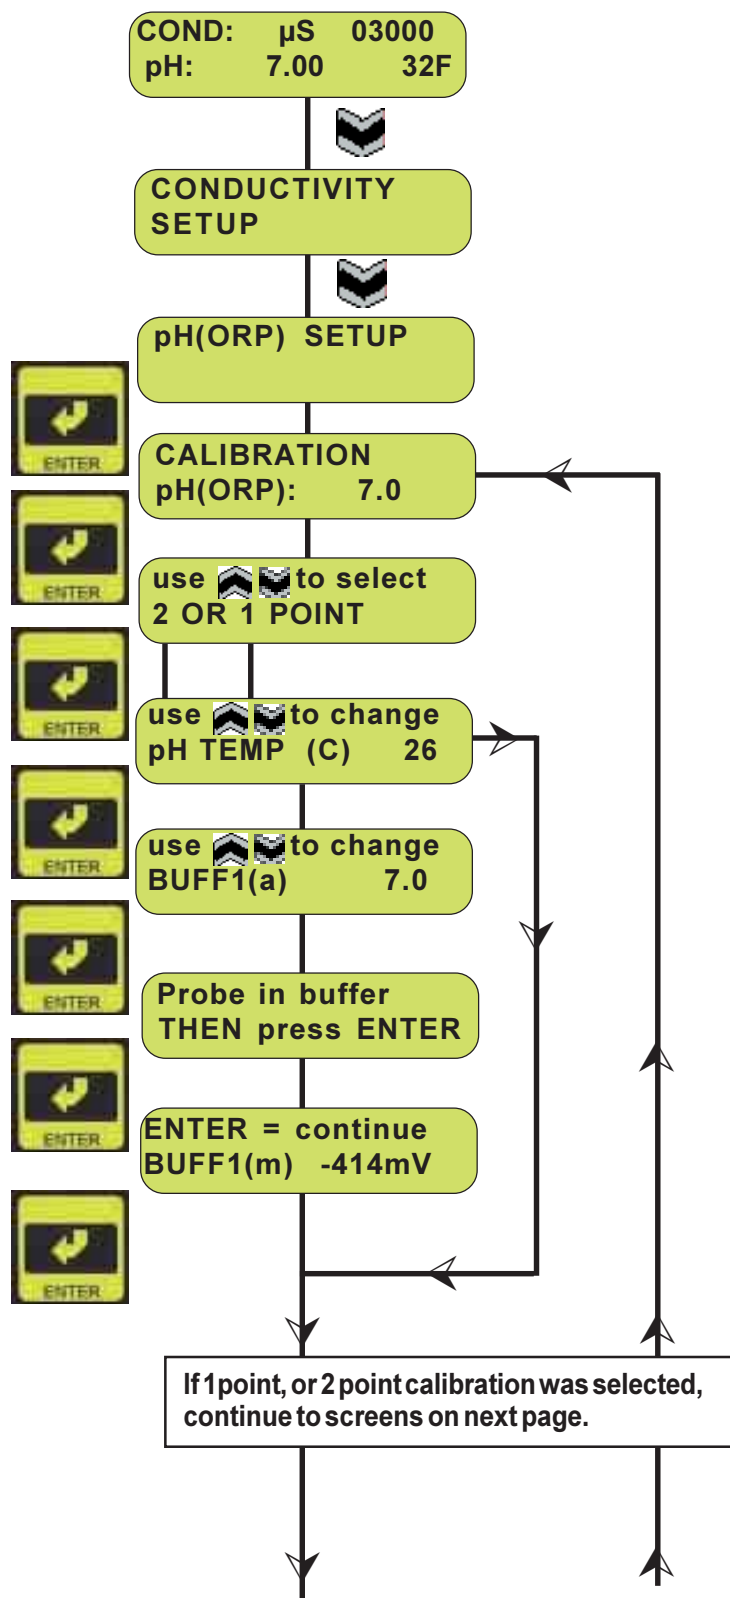 COND: µS 03000
pH: 7.00 32F
CONDUCTIVITY
SETUP
pH(ORP) SETUP
ENTER
CALIBRATION
pH(ORP): 7.0
ENTER
use to select
2 OR 1 POINT
ENTER
use to change
pH TEMP (C) 26
ENTER
use to change
BUFF1(a) 7.0
ENTER
Probe in buffer
THEN press ENTER
ENTER
ENTER = continue
BUFF1(m) -414mV
ENTER
If 1point, or 2 point calibration was selected,
continue to screens on next page.